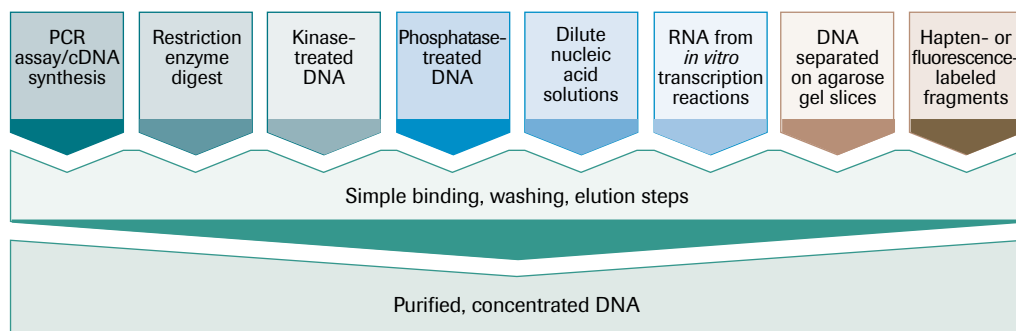 PCR
assay/cDNA
synthesis
Restriction
enzyme
digest
Kinase-
treated
DNA
Phosphatase-
treated
DNA
Dilute
nucleic
acid
solutions
RNA from
in vitro
transcription
reactions
DNA
separated
on agarose
gel slices
Hapten- or
fluorescence-
labeled
fragments
Simple binding, washing, elution steps
Purified, concentrated DNA